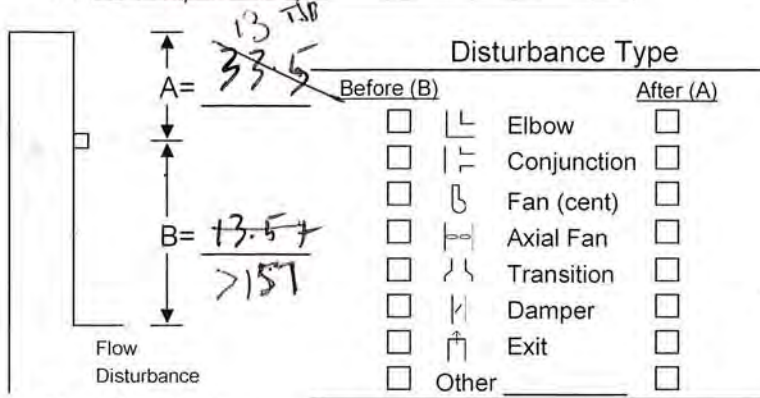 13 TSB
A= 33 5
Disturbance Type
Before (B) After (A)
Elbow
Conjunction
Fan (cent)
B= 13.5
Axial Fan
>157
Transition
Damper
Exit
Flow
Disturbance
Other